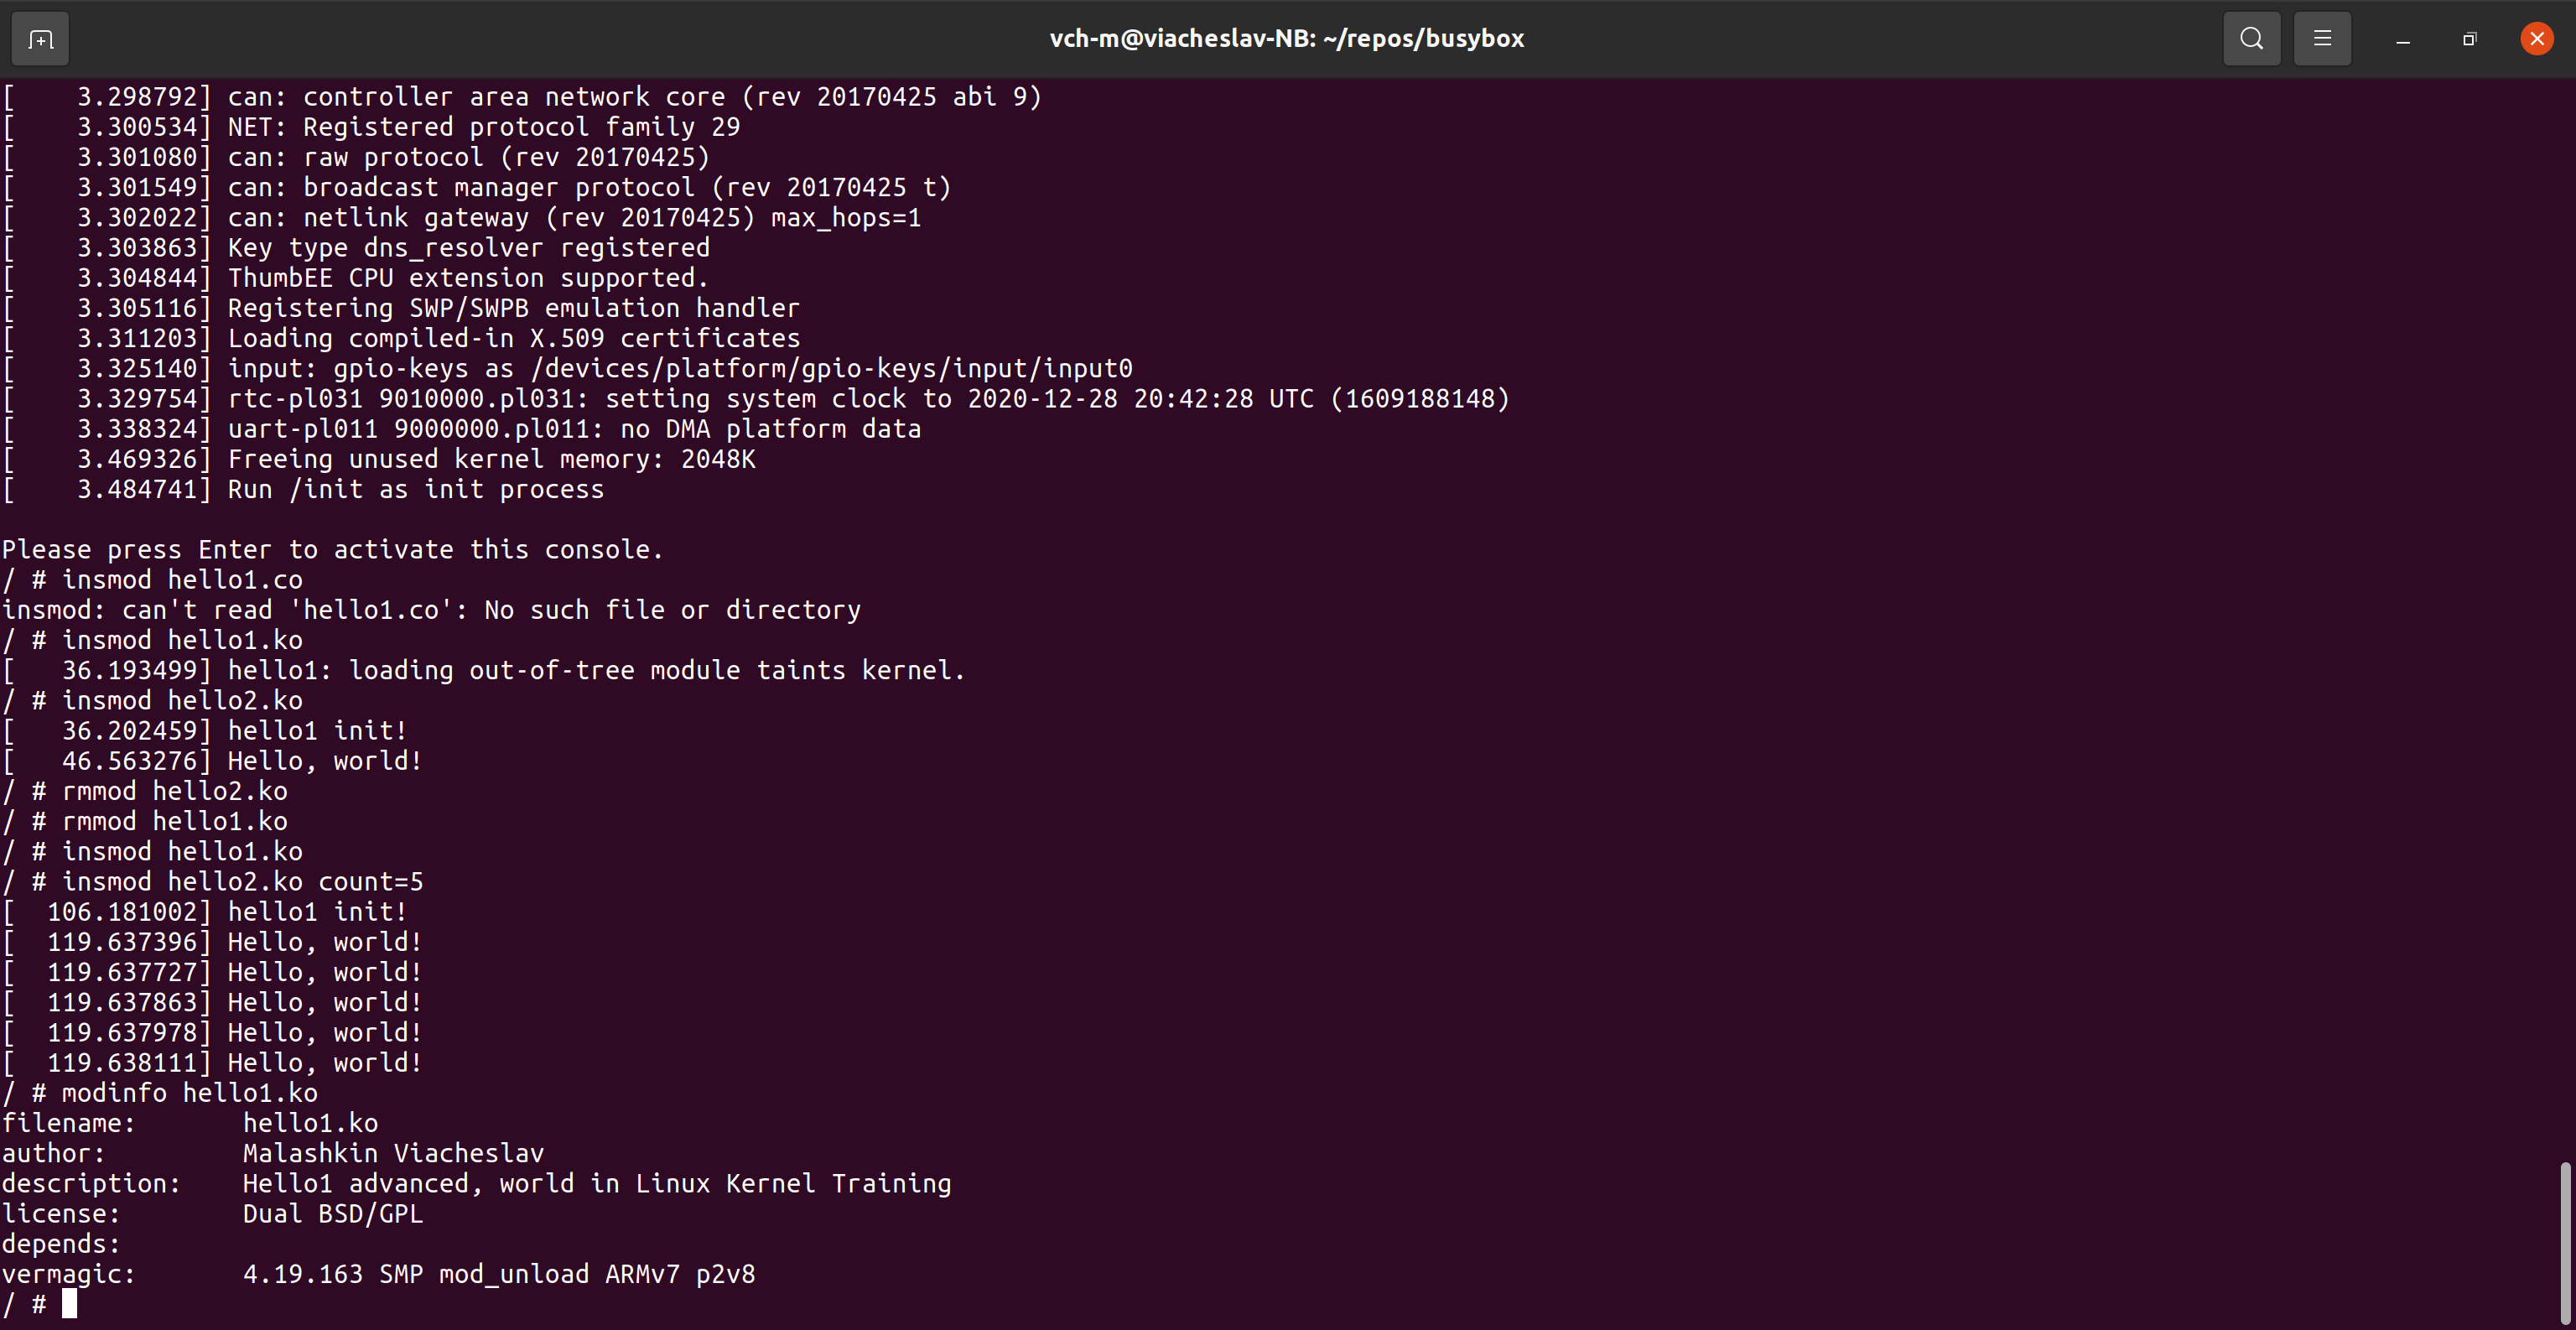 vch-m@viacheslav-NB: ~/repos/busybox
[    3.298792] can: controller area network core (rev 20170425 abi 9)
[    3.300534] NET: Registered protocol family 29
[    3.301080] can: raw protocol (rev 20170425)
[    3.301549] can: broadcast manager protocol (rev 20170425 t)
[    3.302022] can: netlink gateway (rev 20170425) max_hops=1
[    3.303863] Key type dns_resolver registered
[    3.304844] ThumbEE CPU extension supported.
[    3.305116] Registering SWP/SWPB emulation handler
[    3.311203] Loading compiled-in X.509 certificates
[    3.325140] input: gpio-keys as /devices/platform/gpio-keys/input/input0
[    3.329754] rtc-pl031 9010000.pl031: setting system clock to 2020-12-28 20:42:28 UTC (1609188148)
[    3.338324] uart-pl011 9000000.pl011: no DMA platform data
[    3.469326] Freeing unused kernel memory: 2048K
[    3.484741] Run /init as init process

Please press Enter to activate this console.
/ # insmod hello1.co
insmod: can't read 'hello1.co': No such file or directory
/ # insmod hello1.ko
[   36.193499] hello1: loading out-of-tree module taints kernel.
/ # insmod hello2.ko
[   36.202459] hello1 init!
[   46.563276] Hello, world!
/ # rmmod hello2.ko
/ # rmmod hello1.ko
/ # insmod hello1.ko
/ # insmod hello2.ko count=5
[  106.181002] hello1 init!
[  119.637396] Hello, world!
[  119.637727] Hello, world!
[  119.637863] Hello, world!
[  119.637978] Hello, world!
[  119.638111] Hello, world!
/ # modinfo hello1.ko
filename:       hello1.ko
author:         Malashkin Viacheslav
description:    Hello1 advanced, world in Linux Kernel Training
license:        Dual BSD/GPL
depends:
vermagic:       4.19.163 SMP mod_unload ARMv7 p2v8
/ #